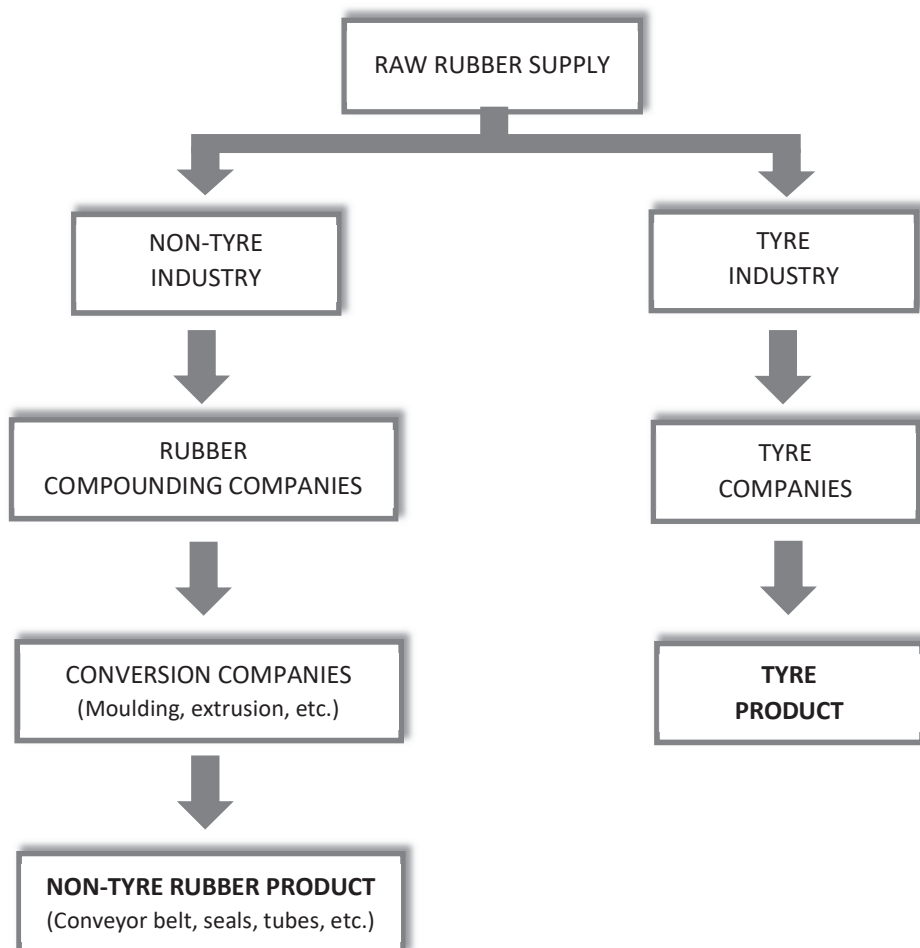 RAW RUBBER SUPPLY
NON-TYRE
INDUSTRY
TYRE
INDUSTRY
RUBBER
COMPOUNDING COMPANIES
TYRE
COMPANIES
CONVERSION COMPANIES
(Moulding, extrusion, etc.)
TYRE
PRODUCT
NON-TYRE RUBBER PRODUCT
(Conveyor belt, seals, tubes, etc.)